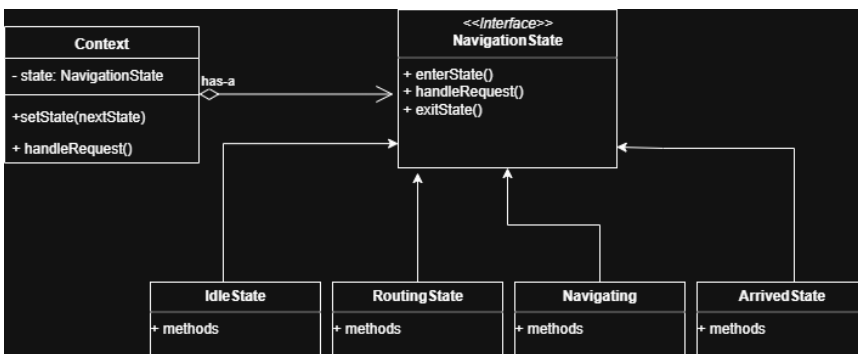 Context
- state: NavigationState
+setState(nextState)
+ handleRequest()
has-a
<<Interface>>
NavigationState
+ enterState()
+ handleRequest()
+ exitState()
IdleState
+ methods
RoutingState
+ methods
Navigating
+ methods
ArrivedState
+ methods